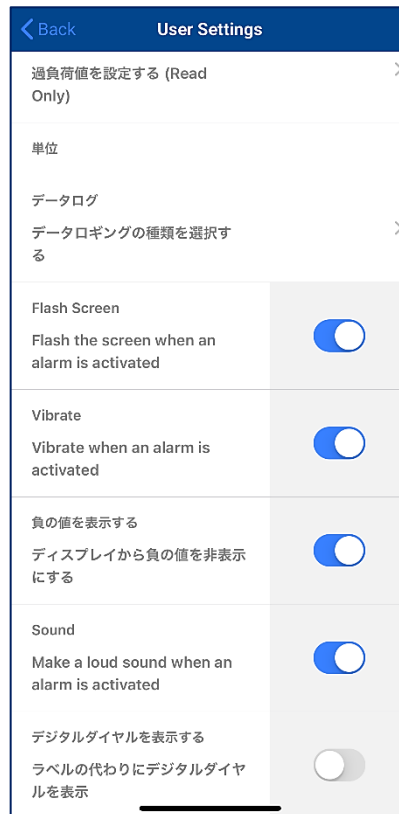 Back
User Settings
過負荷値を設定する (Read
Only)
単位
データログ
データロギングの種類を選択す
る
Flash Screen
Flash the screen when an
alarm is activated
Vibrate
Vibrate when an alarm is
activated
負の値を表示する
ディスプレイから負の値を非表示
にする
Sound
Make a loud sound when an
alarm is activated
デジタルダイヤルを表示する
ラベルの代わりにデジタルダイヤ
ルを表示